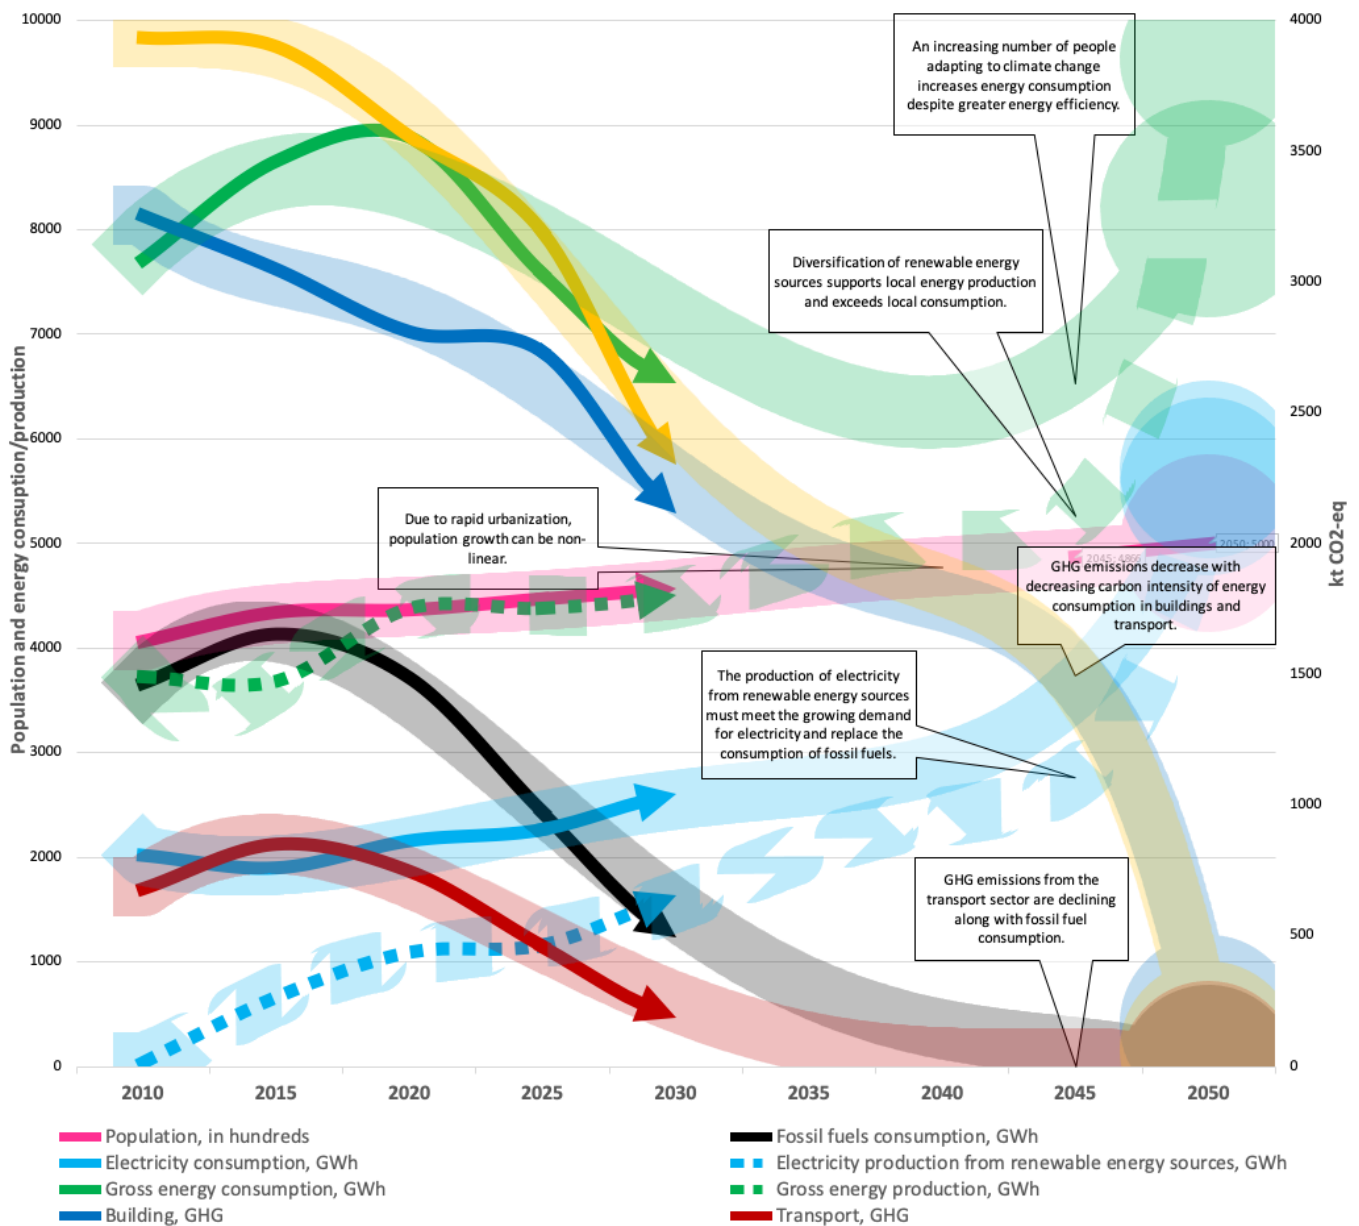 10000
9000
8000
7000
6000
5000
4000
3000
2000
1000
0
Population and energy consuption/production
4000
3500
3000
2500
2000
1500
1000
500
0
kt CO2-eq
An increasing number of people
adapting to climate change
increases energy consumption
despite greater energy efficiency.
Diversification of renewable energy
sources supports local energy production
and exceeds local consumption.
Due to rapid urbanization,
population growth can be non-
linear.
2050; 5000
2045; 4866
GHG emissions decrease with
decreasing carbon intensity of energy
consumption in buildings and
transport.
The production of electricity
from renewable energy sources
must meet the growing demand
for electricity and replace the
consumption of fossil fuels.
GHG emissions from the
transport sector are declining
along with fossil fuel
consumption.
2010 2015 2020 2025 2030 2035 2040 2045 2050
Population, in hundreds
Electricity consumption, GWh
Gross energy consumption, GWh
Building, GHG
Fossil fuels consumption, GWh
Electricity production from renewable energy sources, GWh
Gross energy production, GWh
Transport, GHG